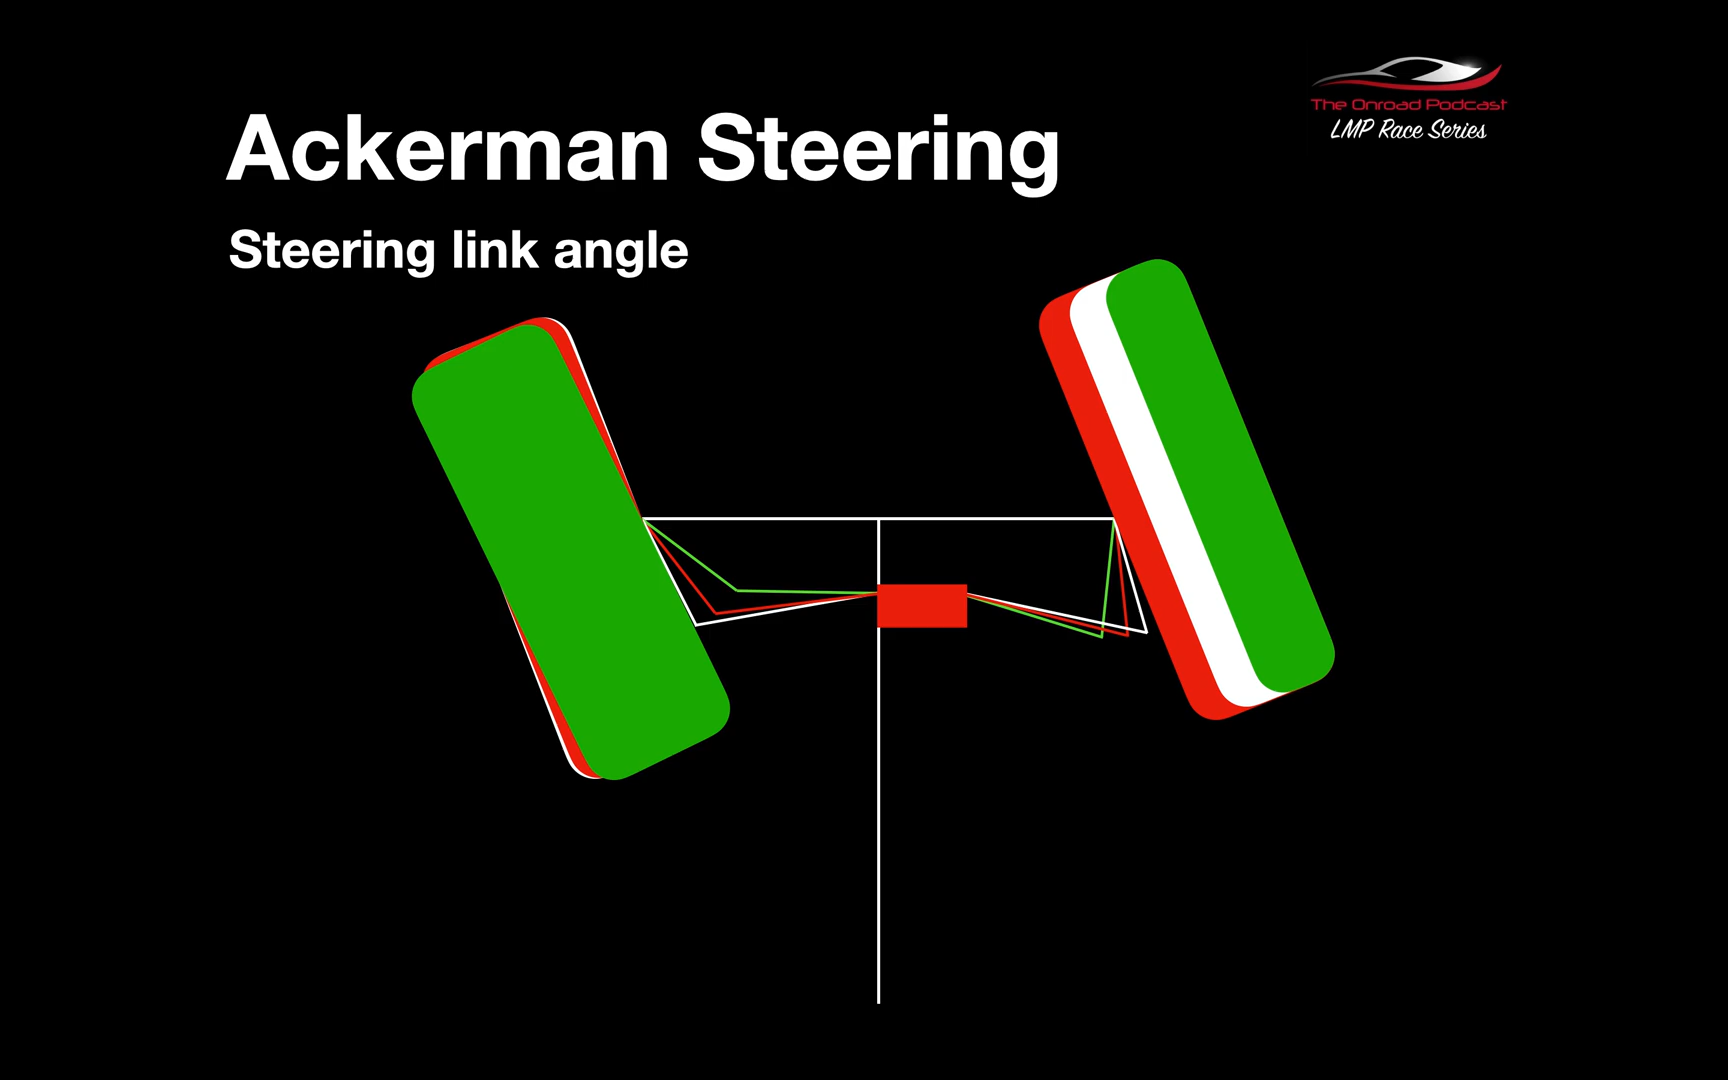 Ackerman Steering
Steering link angle
The Onroad Podcast
LMP Race Series